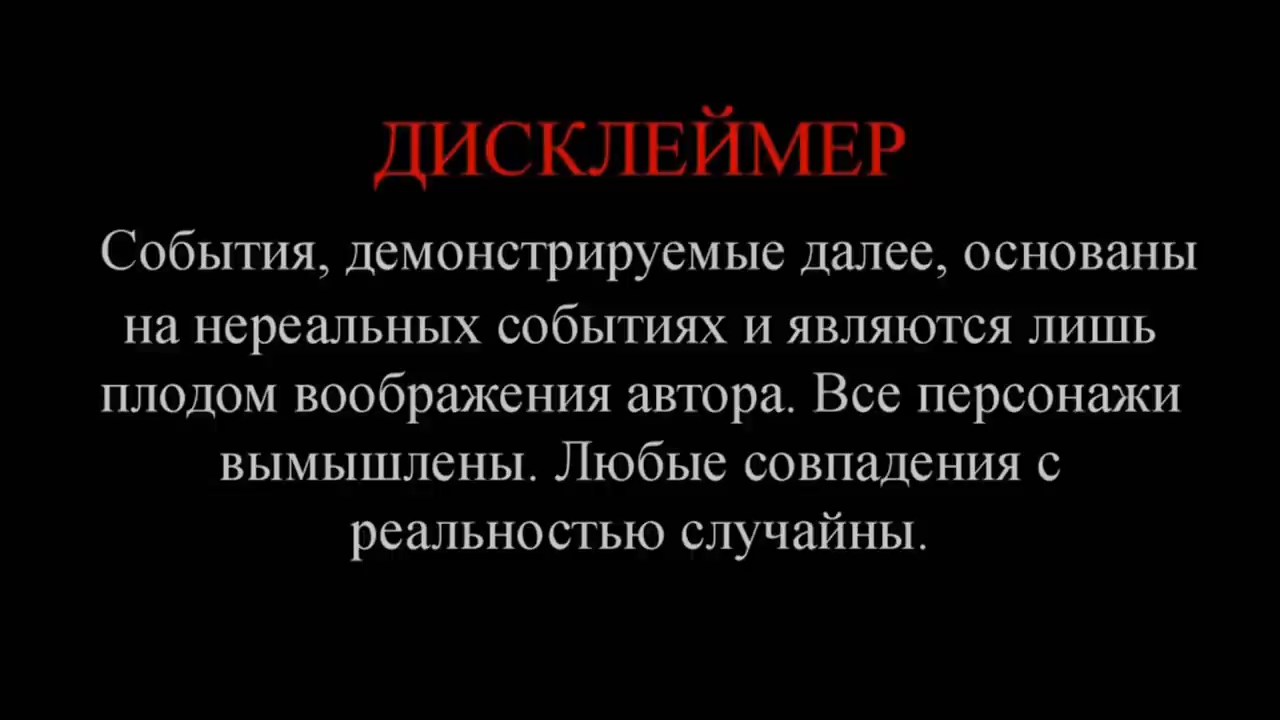 ДИСКЛЕЙМЕР
События, демонстрируемые далее, основаны
на нереальных событиях и являются лишь
плодом воображения автора. Все персонажи
вымышлены. Любые совпадения с
реальностью случайны.